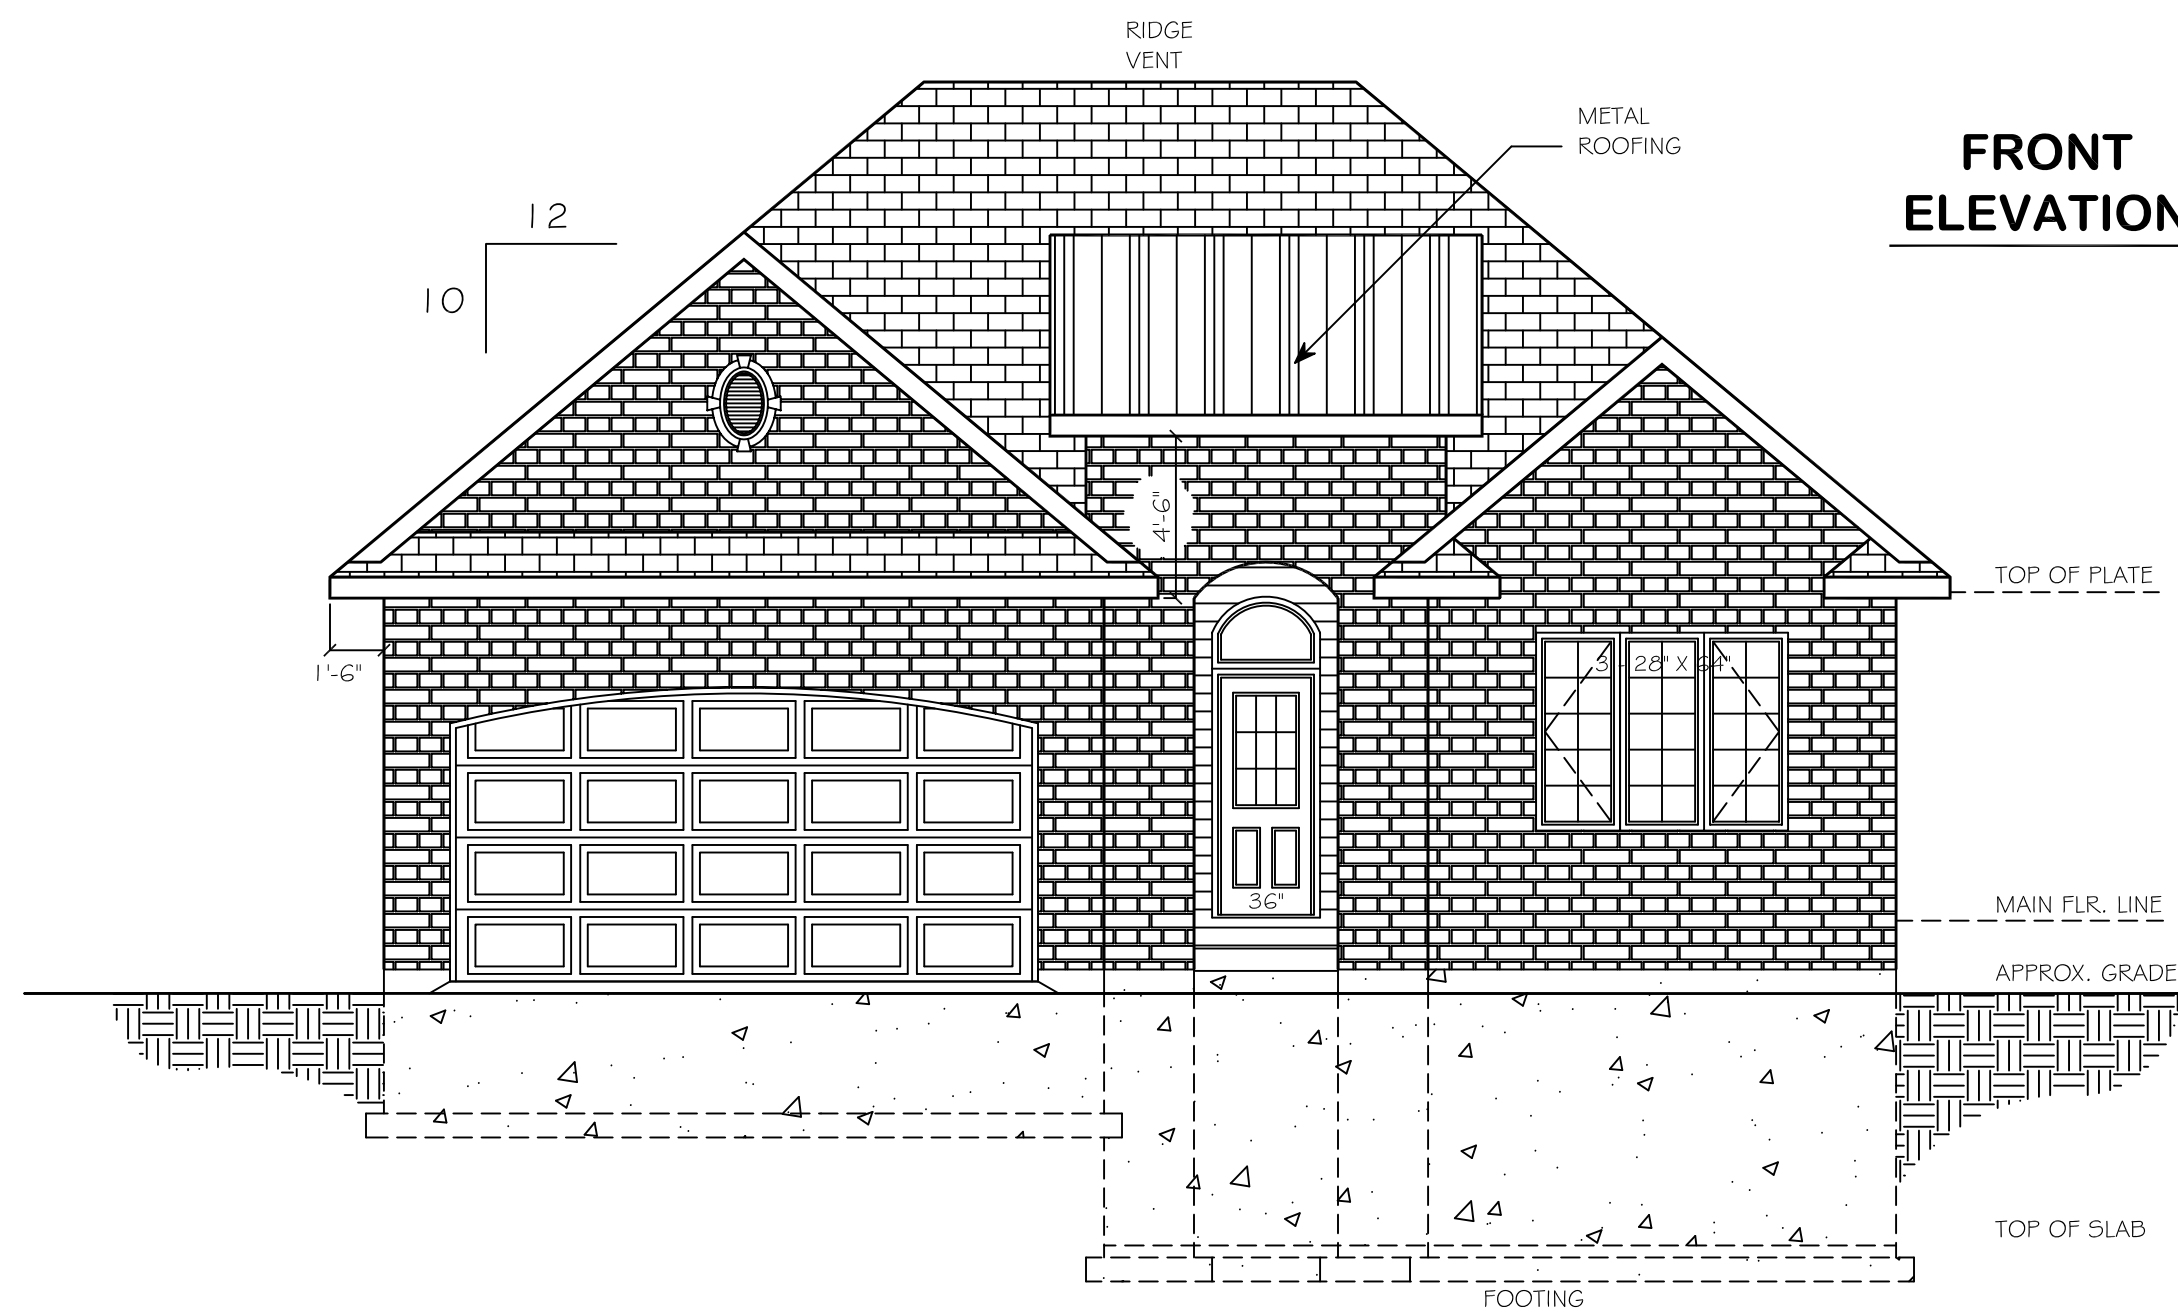 RIDGE
VENT
METAL
ROOFING
FRONT
ELEVATION
12
10
4'-6"
TOP OF PLATE
1'-6"
3 - 28" X 64"
36"
MAIN FLR. LINE
APPROX. GRADE
TOP OF SLAB
FOOTING